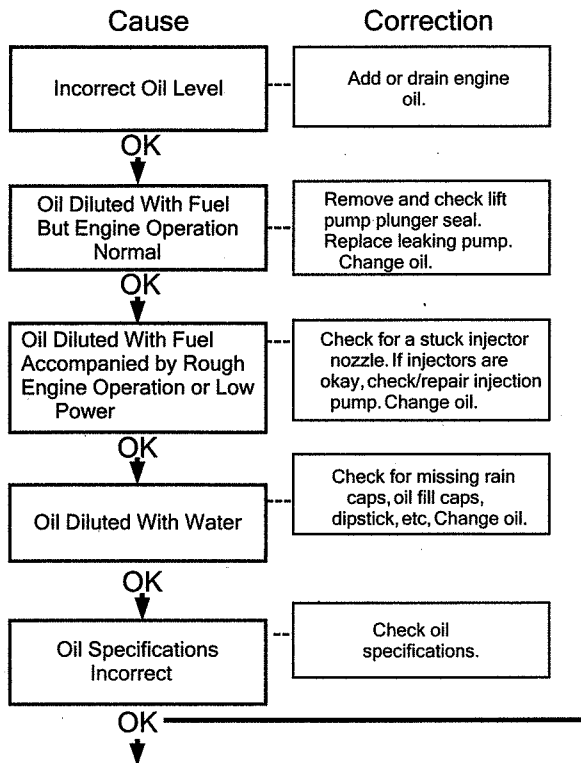 Cause
Correction
Incorrect Oil Level
Add or drain engine
oil.
OK
Oil Diluted With Fuel
But Engine Operation
Normal
Remove and check lift
pump plunger seal.
Replace leaking pump.
Change oil.
OK
Oil Diluted With Fuel
Accompanied by Rough
Engine Operation or Low
Power
Check for a stuck injector
nozzle. If injectors are
okay, check/repair injection
pump. Change oil.
OK
Oil Diluted With Water
Check for missing rain
caps, oil fill caps,
dipstick, etc, Change oil.
OK
Oil Specifications
Incorrect
Check oil
specifications.
OK